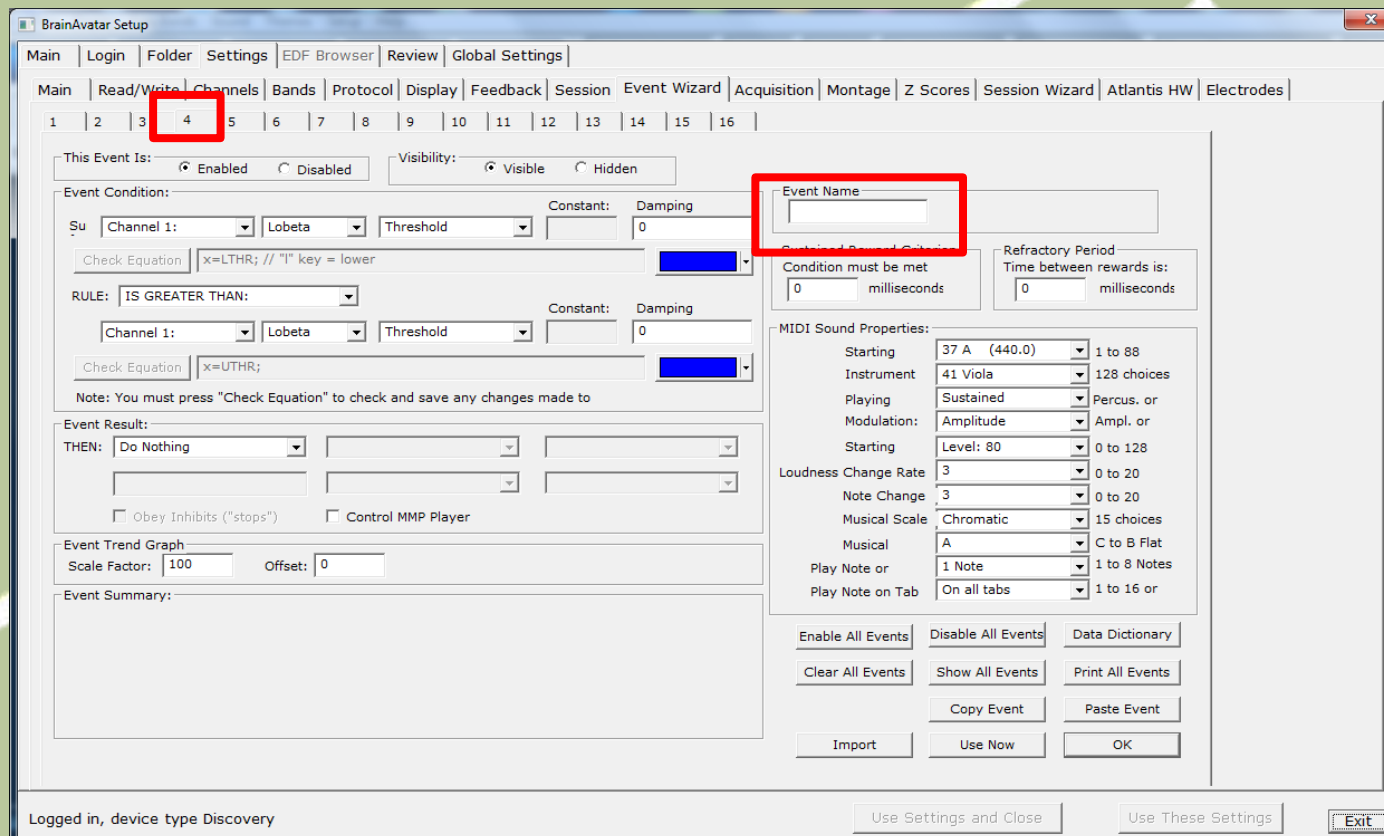 BrainAvatar Setup
Main Login Folder Settings EDF Browser Review Global Settings
Main Read/Write Channels Bands Protocol Display Feedback Session Event Wizard Acquisition Montage Z Scores Session Wizard Atlantis HW Electrodes
1 2 3 4 5 6 7 8 9 10 11 12 13 14 15 16
This Event Is: Enabled Disabled
Visibility: Visible Hidden
Event Condition:
Constant: Damping
Su Channel 1: Lobeta Threshold 0
Check Equation x=LTHR; // "l" key = lower
RULE: IS GREATER THAN:
Constant: Damping
Channel 1: Lobeta Threshold 0
Check Equation x=UTHR;
Note: You must press "Check Equation" to check and save any changes made to
Event Result:
THEN: Do Nothing
Obey Inhibits ("stops") Control MMP Player
Event Trend Graph
Scale Factor: 100 Offset: 0
Event Summary:
Event Name
Sustained Reward Criterion
Condition must be met
0 milliseconds
Refractory Period
Time between rewards is:
0 milliseconds
MIDI Sound Properties:
Starting 37 A (440.0) 1 to 88
Instrument 41 Viola 128 choices
Playing Sustained Percus. or
Modulation: Amplitude Ampl. or
Starting Level: 80 0 to 128
Loudness Change Rate 3 0 to 20
Note Change 3 0 to 20
Musical Scale Chromatic 15 choices
Musical A C to B Flat
Play Note or 1 Note 1 to 8 Notes
Play Note on Tab On all tabs 1 to 16 or
Enable All Events Disable All Events Data Dictionary
Clear All Events Show All Events Print All Events
Copy Event Paste Event
Import Use Now OK
Logged in, device type Discovery
Use Settings and Close Use These Settings Exit